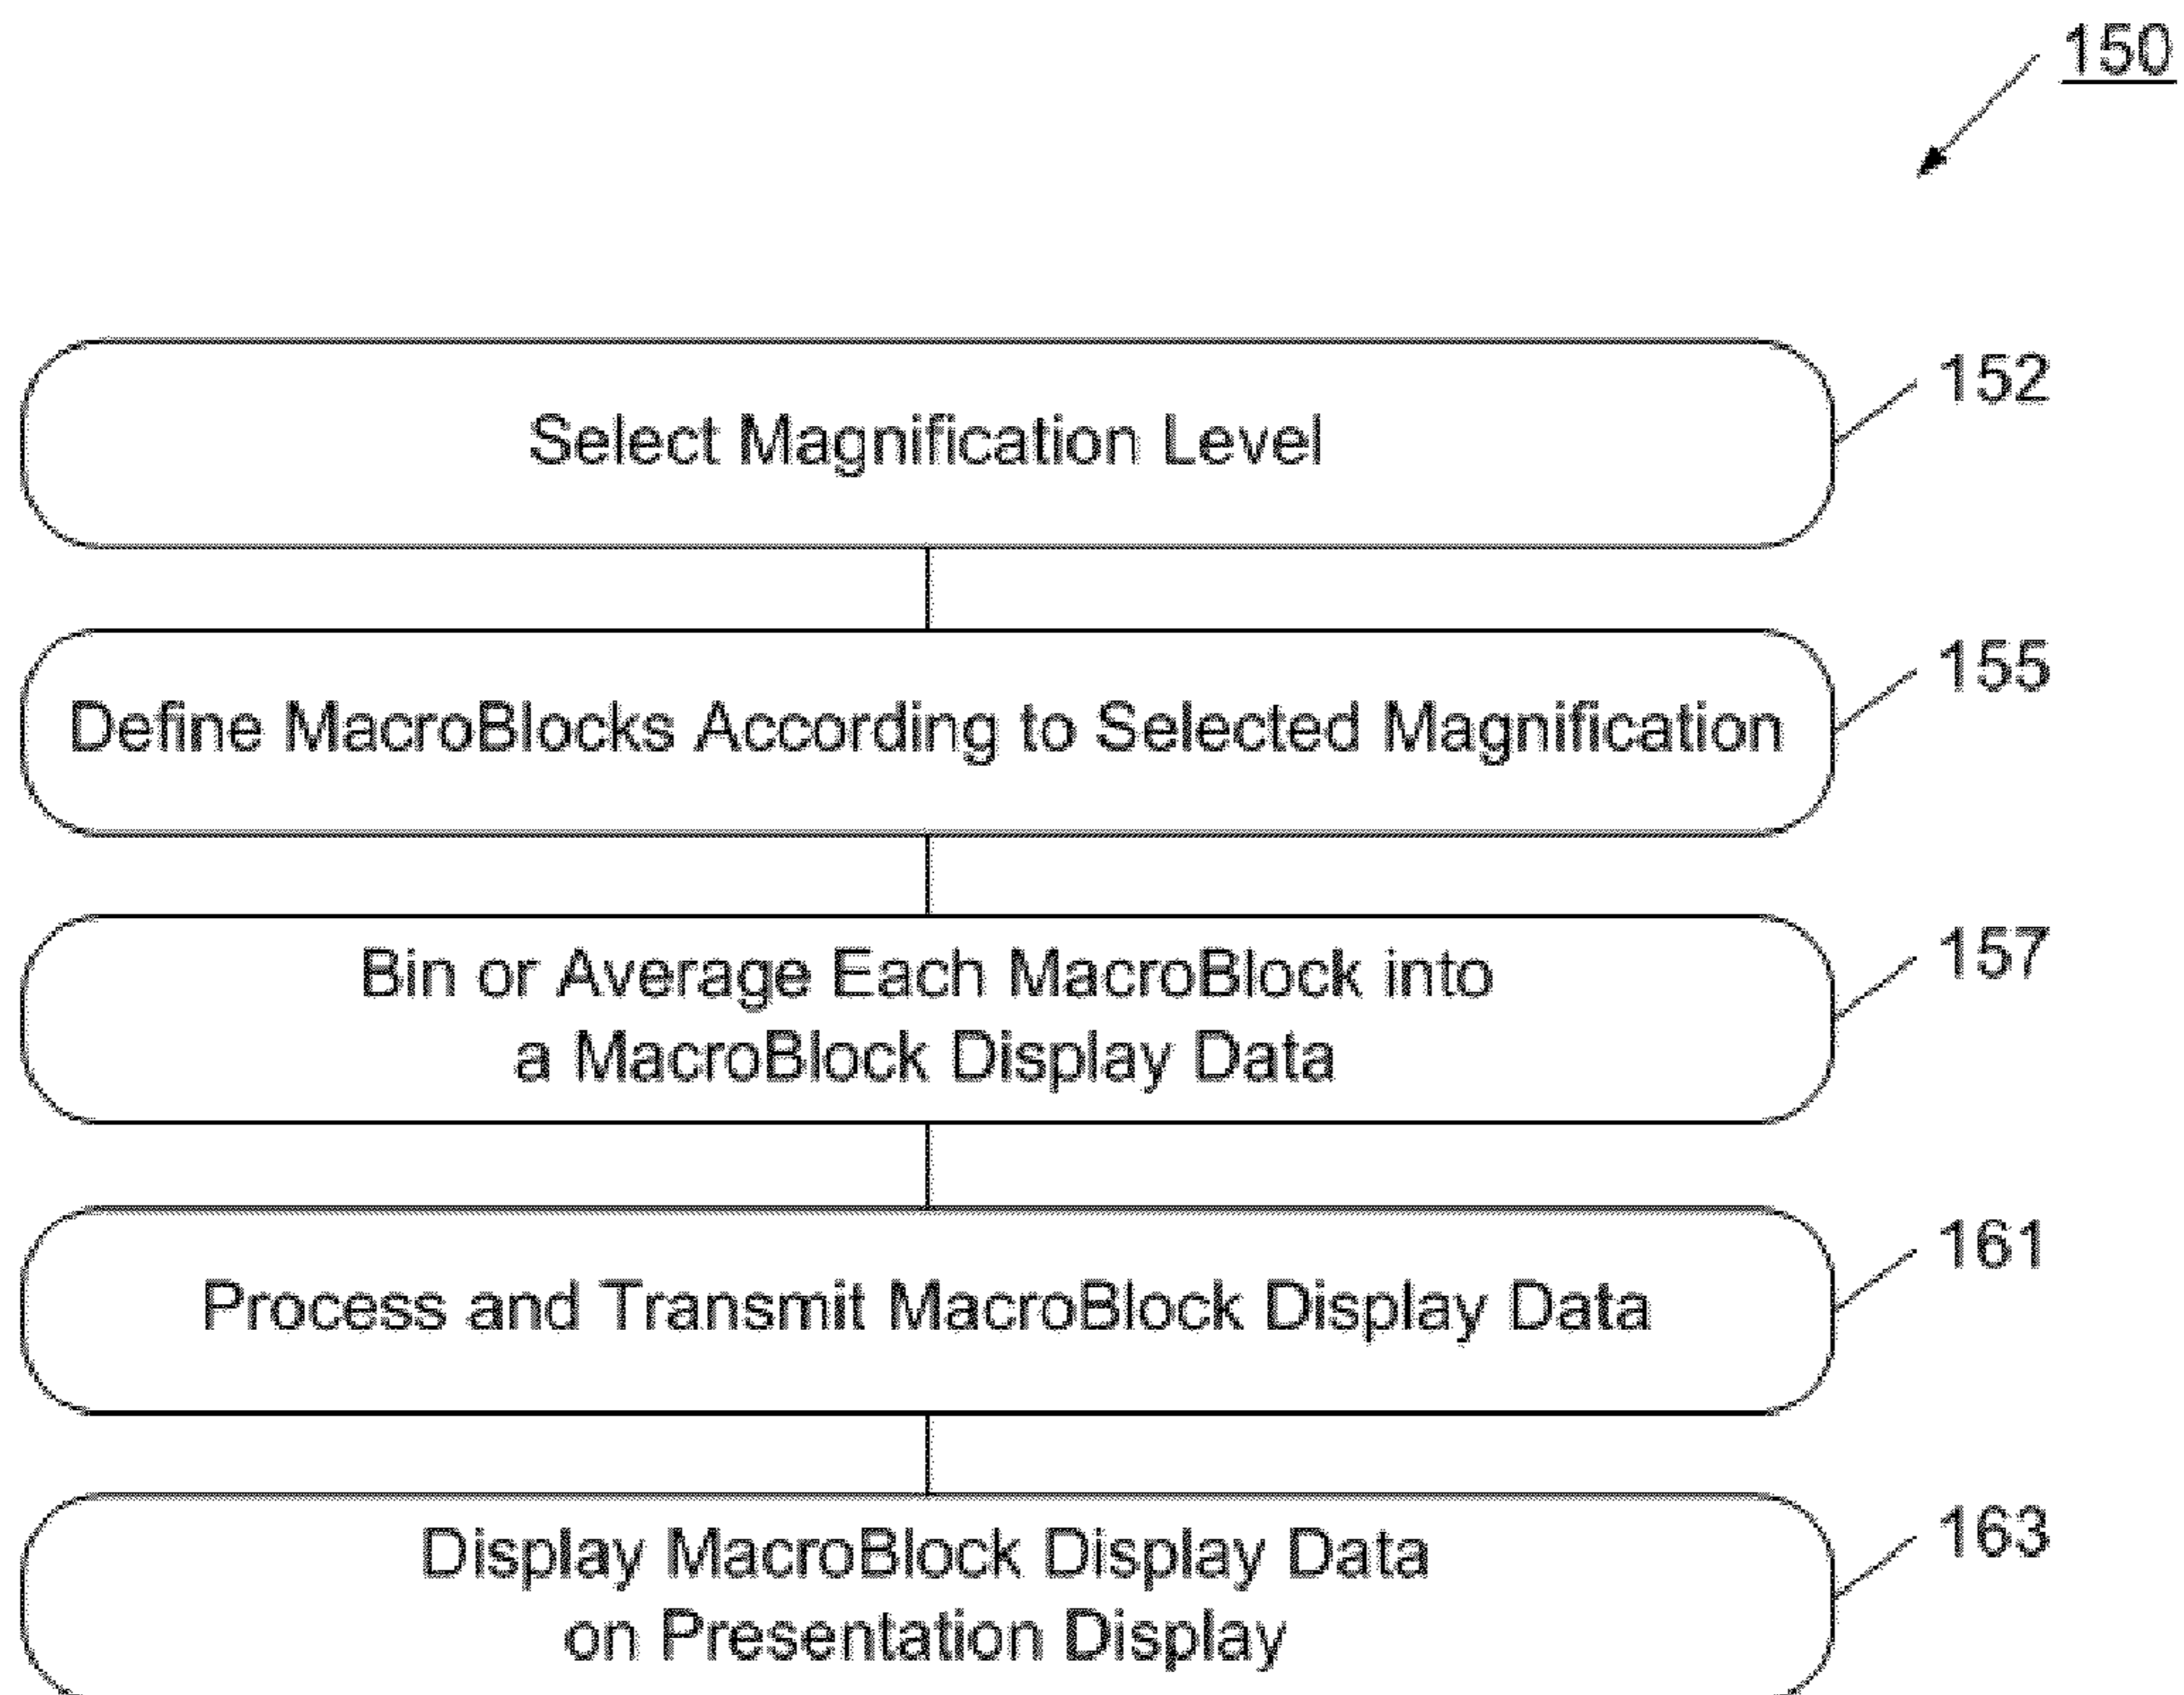 150
Select Magnification Level
152
Define MacroBlocks According to Selected Magnification
155
Bin or Average Each MacroBlock into
a MacroBlock Display Data
157
Process and Transmit MacroBlock Display Data
161
Display MacroBlock Display Data
on Presentation Display
163